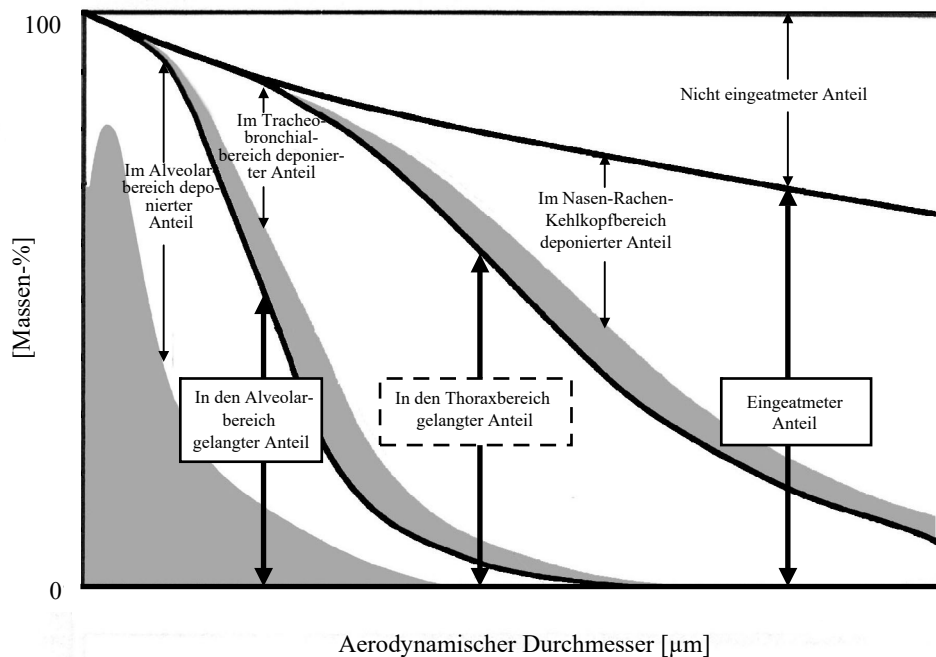 100
Nicht eingeatmeter Anteil
Im Tracheo-
bronchial-
bereich deponier-
ter Anteil
Im Alveolar-
bereich depo-
nierter
Anteil
Im Nasen-Rachen-
Kehlkopfbereich
deponierter Anteil
[Massen-%]
In den Alveolar-
bereich
gelangter Anteil
In den Thoraxbereich
gelangter Anteil
Eingeatmeter
Anteil
0
Aerodynamischer Durchmesser [µm]